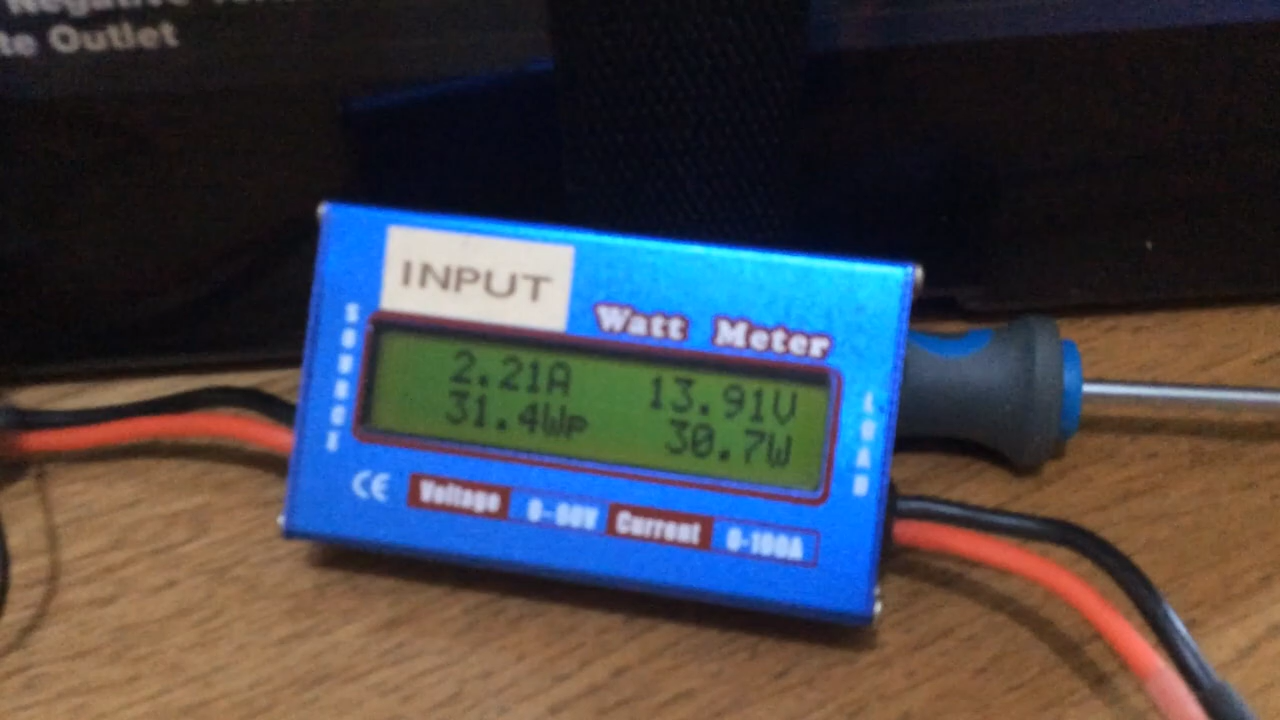 Negative
te Outlet
INPUT
Watt Meter
SOURCE
2.21A 13.91V
31.4Wp 30.7W
LOAD
CE Voltage 0-60V Current 0-100A